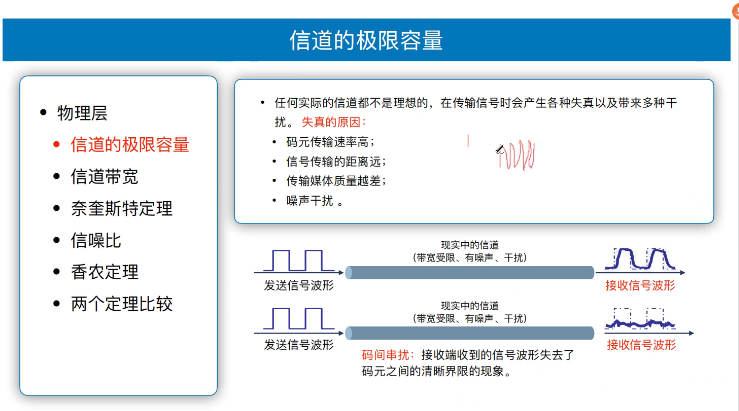 信道的极限容量
• 物理层
• 信道的极限容量
• 信道带宽
• 奈奎斯特定理
• 信噪比
• 香农定理
• 两个定理比较
• 任何实际的信道都不是理想的，在传输信号时会产生各种失真以及带来多种干
扰。 失真的原因：
• 码元传输速率高；
• 信号传输的距离远；
• 传输媒体质量越差；
• 噪声干扰 。
现实中的信道
(带宽受限、有噪声、干扰)
发送信号波形
接收信号波形
现实中的信道
(带宽受限、有噪声、干扰)
发送信号波形
接收信号波形
码间串扰：接收端收到的信号波形失去了
码元之间的清晰界限的现象。